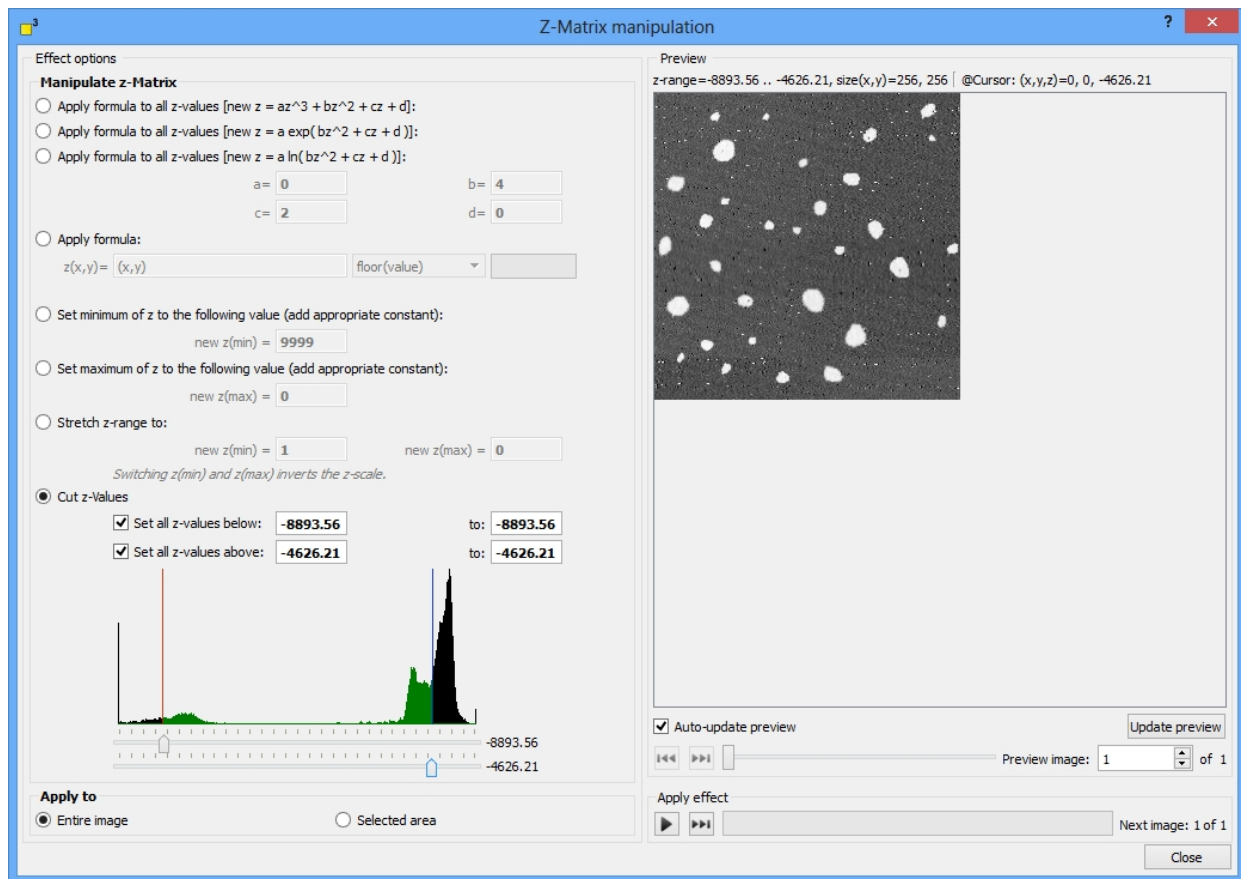 3
Z-Matrix manipulation
?
×
Effect options
Manipulate z-Matrix
Apply formula to all z-values [new z = az^3 + bz^2 + cz + d]:
Apply formula to all z-values [new z = a exp( bz^2 + cz + d )]:
Apply formula to all z-values [new z = a ln( bz^2 + cz + d )]:
a= 0 b= 4
c= 2 d= 0
Apply formula:
z(x,y)= (x,y) floor(value)
Set minimum of z to the following value (add appropriate constant):
new z(min) = 9999
Set maximum of z to the following value (add appropriate constant):
new z(max) = 0
Stretch z-range to:
new z(min) = 1 new z(max) = 0
Switching z(min) and z(max) inverts the z-scale.
Cut z-Values
Set all z-values below: -8893.56 to: -8893.56
Set all z-values above: -4626.21 to: -4626.21
-8893.56
-4626.21
Apply to
Entire image Selected area
Preview
z-range=-8893.56 .. -4626.21, size(x,y)=256, 256 @Cursor: (x,y,z)=0, 0, -4626.21
Auto-update preview Update preview
Preview image: 1 of 1
Apply effect
Next image: 1 of 1
Close